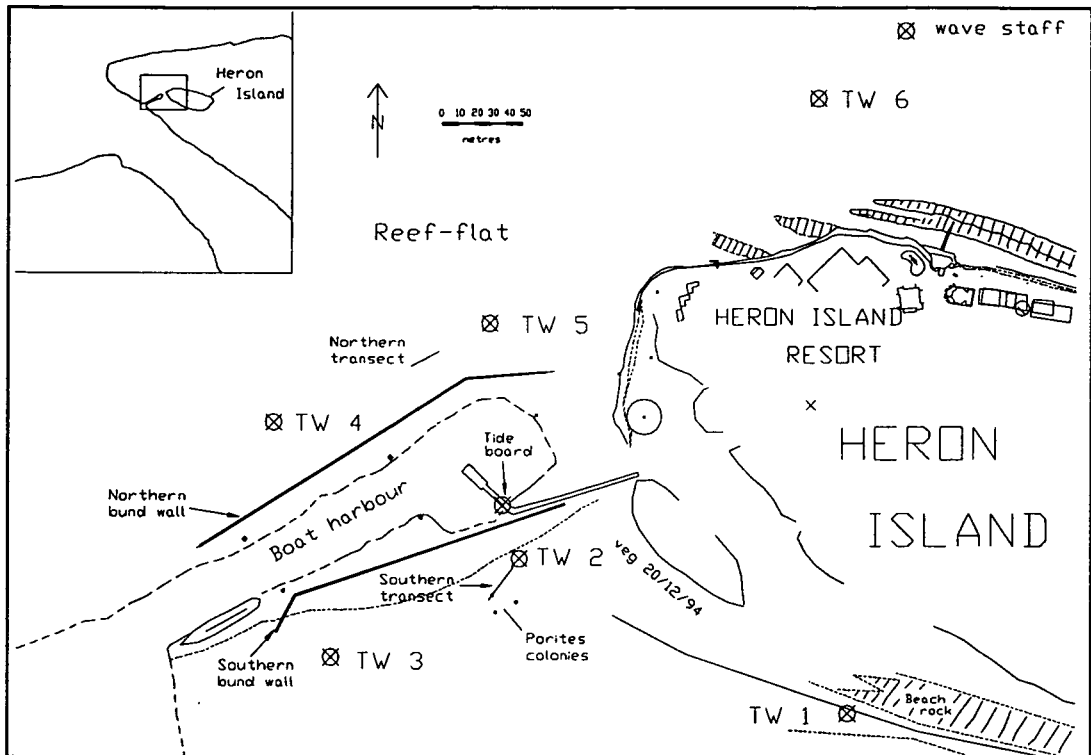 wave staff
Heron
Island
TW 6
N
0 10 20 30 40 50
metres
Reef-flat
HERON ISLAND
RESORT
TW 5
Northern
transect
TW 4
HERON
ISLAND
Tide
board
Northern
bund wall
Boat harbour
TW 2
veg 20/12/94
Southern
transect
Porites
colonies
Southern
bund wall
TW 3
TW 1
Beach
rock